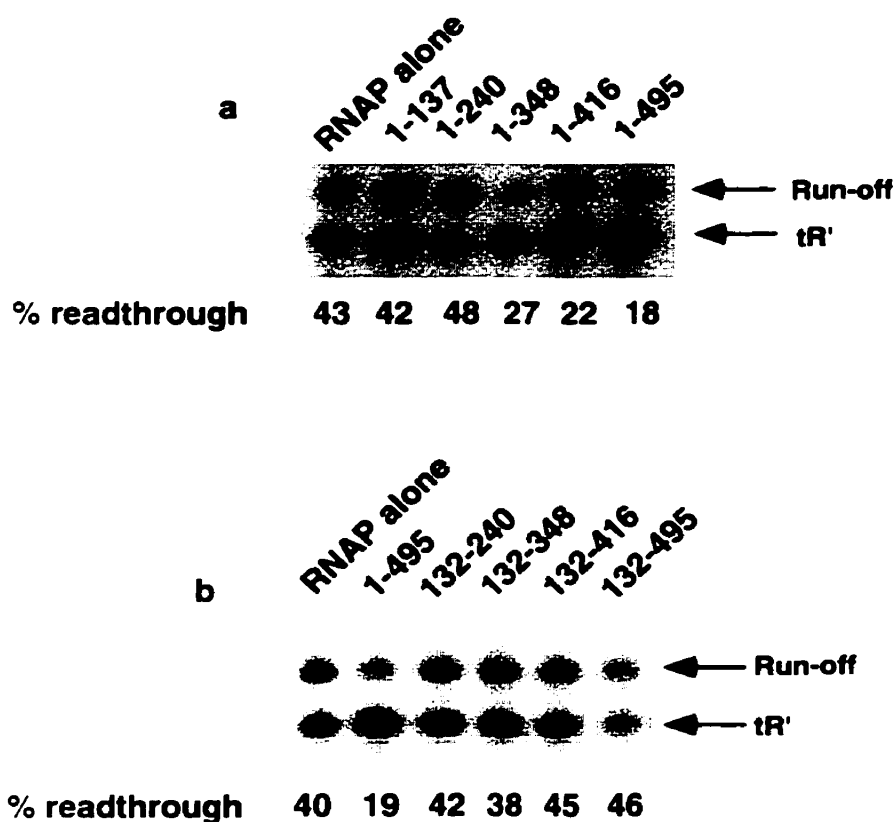 a
RNAP alone
1-137
1-240
1-348
1-416
1-495
Run-off
tR'
% readthrough 43 42 48 27 22 18
b
RNAP alone
1-495
132-240
132-348
132-416
132-495
Run-off
tR'
% readthrough 40 19 42 38 45 46